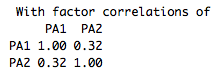 With factor correlations of
PA1 PA2
PA1 1.00 0.32
PA2 0.32 1.00